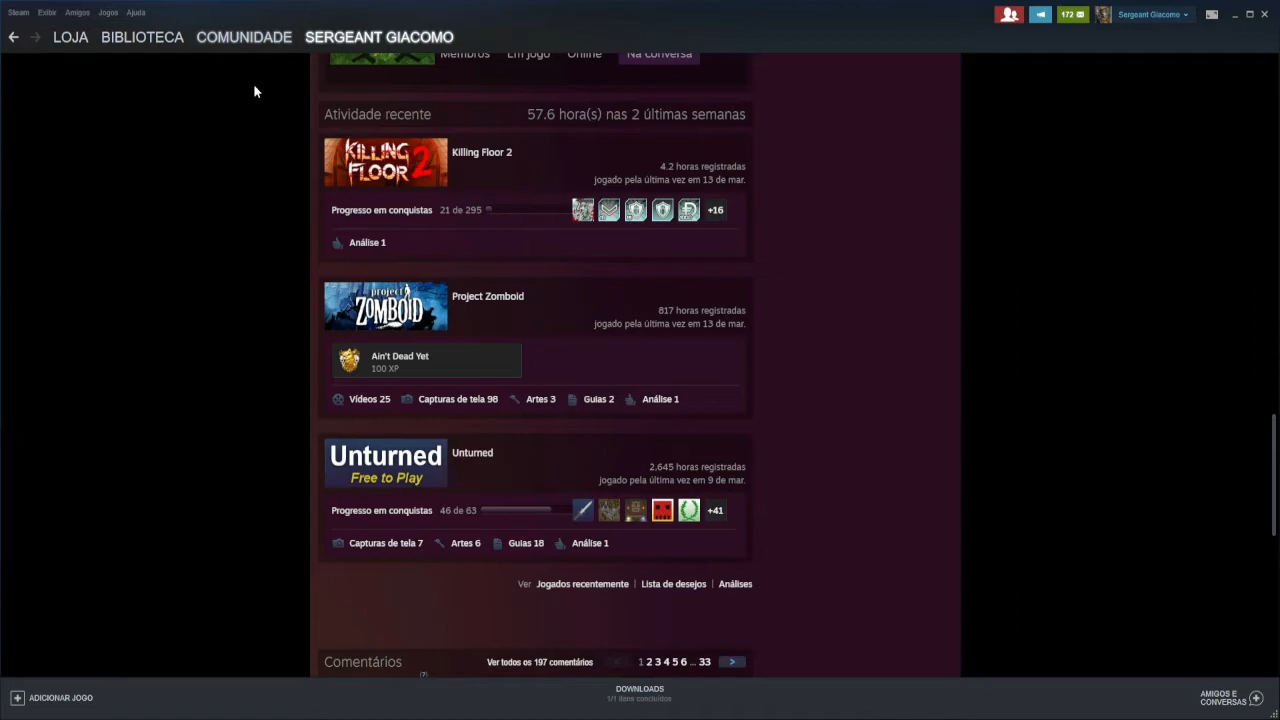 Steam Exibir Amigos Jogos Ajuda
172
Sergeant Giacomo
LOJA BIBLIOTECA COMUNIDADE SERGEANT GIACOMO
Membros Em jogo Online Na conversa
Atividade recente 57.6 hora(s) nas 2 últimas semanas
KILLING FLOOR 2
Killing Floor 2
4.2 horas registradas
jogado pela última vez em 13 de mar.
Progresso em conquistas 21 de 295 +16
Análise 1
project ZOMBOID
Project Zomboid
817 horas registradas
jogado pela última vez em 13 de mar.
Ain't Dead Yet
100 XP
Vídeos 25 Capturas de tela 98 Artes 3 Guias 2 Análise 1
Unturned
Free to Play
Unturned
2,645 horas registradas
jogado pela última vez em 9 de mar.
Progresso em conquistas 46 de 63 +41
Capturas de tela 7 Artes 6 Guias 18 Análise 1
Ver Jogados recentemente | Lista de desejos | Análises
Comentários Ver todos os 197 comentários < 1 2 3 4 5 6 ... 33 >
(?)
ADICIONAR JOGO
DOWNLOADS
1/1 itens concluídos
AMIGOS E
CONVERSAS